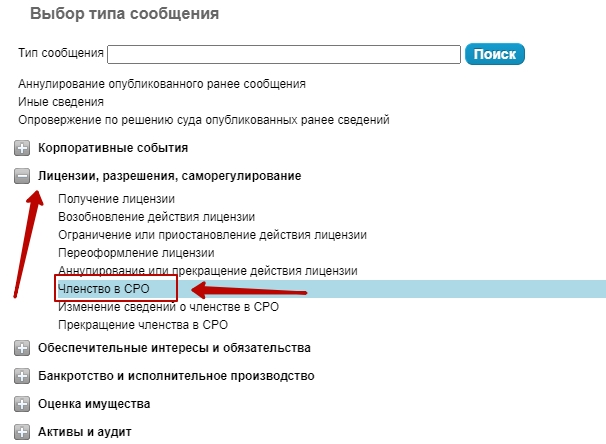 Выбор типа сообщения
Тип сообщения Поиск
Аннулирование опубликованного ранее сообщения
Иные сведения
Опровержение по решению суда опубликованных ранее сведений
Корпоративные события
Лицензии, разрешения, саморегулирование
Получение лицензии
Возобновление действия лицензии
Ограничение или приостановление действия лицензии
Переоформление лицензии
Аннулирование или прекращение действия лицензии
Членство в СРО
Изменение сведений о членстве в СРО
Прекращение членства в СРО
Обеспечительные интересы и обязательства
Банкротство и исполнительное производство
Оценка имущества
Активы и аудит